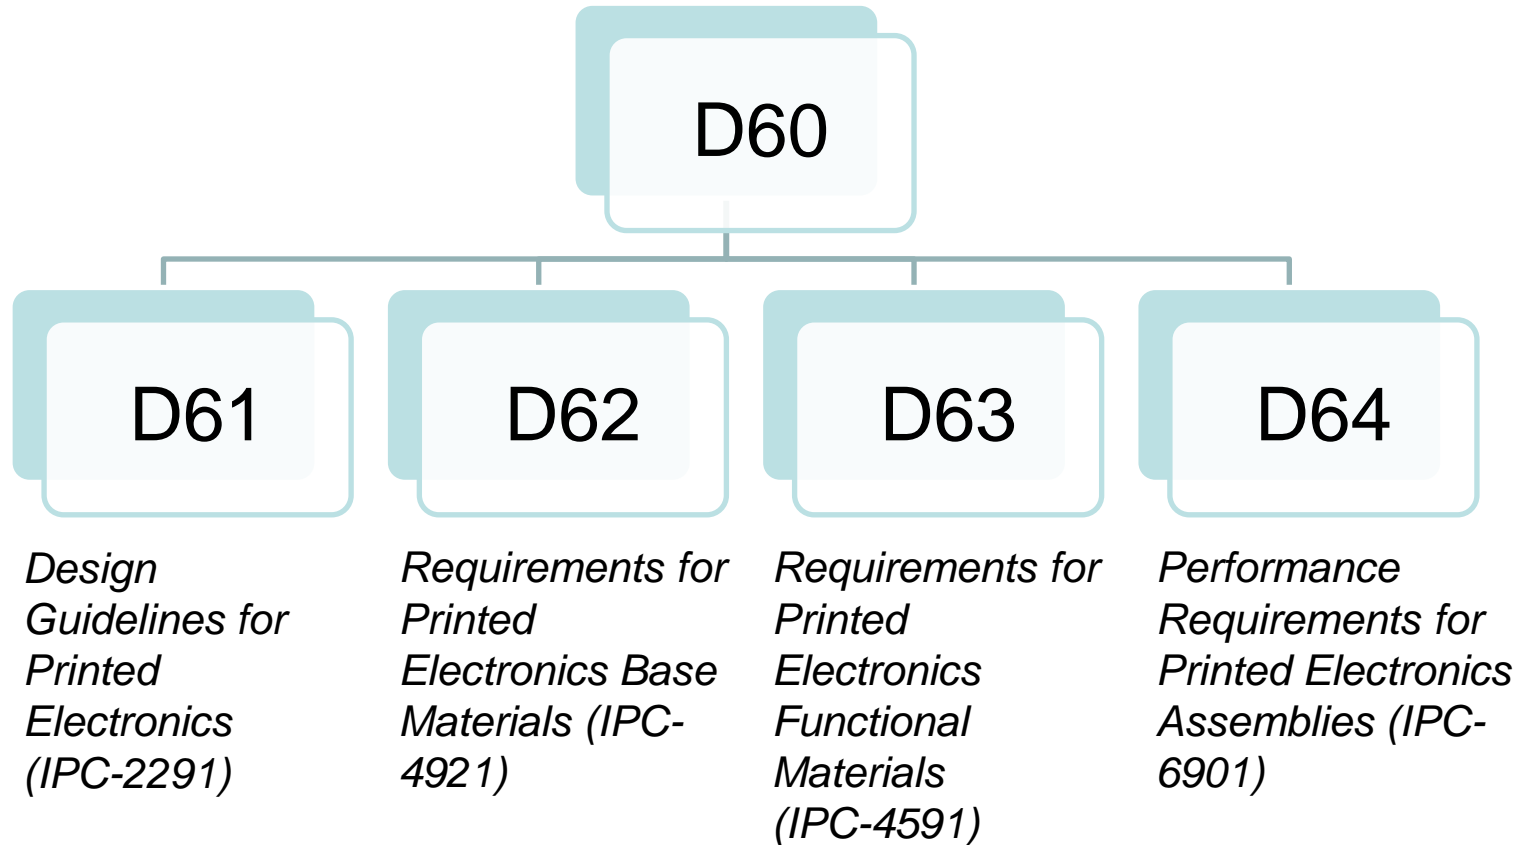 D60
D61
D62
D63
D64
Design
Guidelines for
Printed
Electronics
(IPC-2291)
Requirements for
Printed
Electronics Base
Materials (IPC-
4921)
Requirements for
Printed
Electronics
Functional
Materials
(IPC-4591)
Performance
Requirements for
Printed Electronics
Assemblies (IPC-
6901)